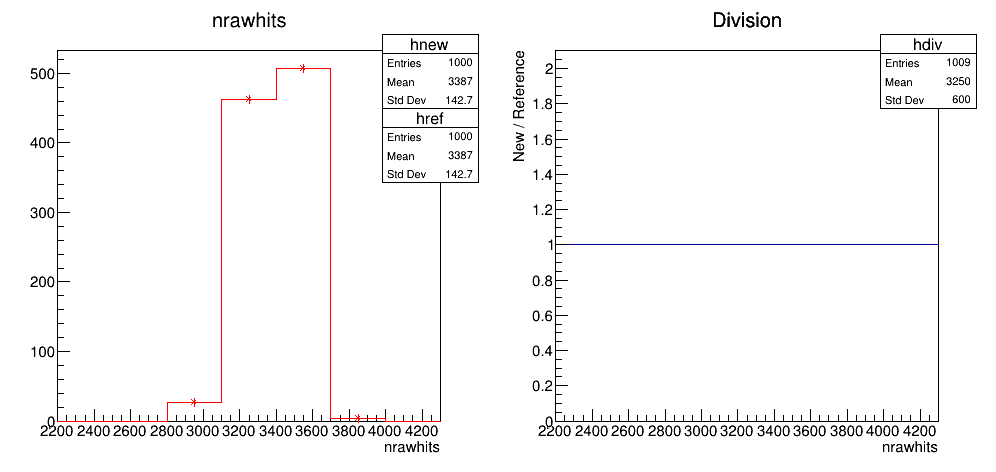 nrawhits
hnew
Entries 1000
Mean 3387
Std Dev 142.7
href
Entries 1000
Mean 3387
Std Dev 142.7
500
400
300
200
100
0
2200 2400 2600 2800 3000 3200 3400 3600 3800 4000 4200
nrawhits
Division
hdiv
Entries 1009
Mean 3250
Std Dev 600
New / Reference
2
1.8
1.6
1.4
1.2
1
0.8
0.6
0.4
0.2
0
2200 2400 2600 2800 3000 3200 3400 3600 3800 4000 4200
nrawhits